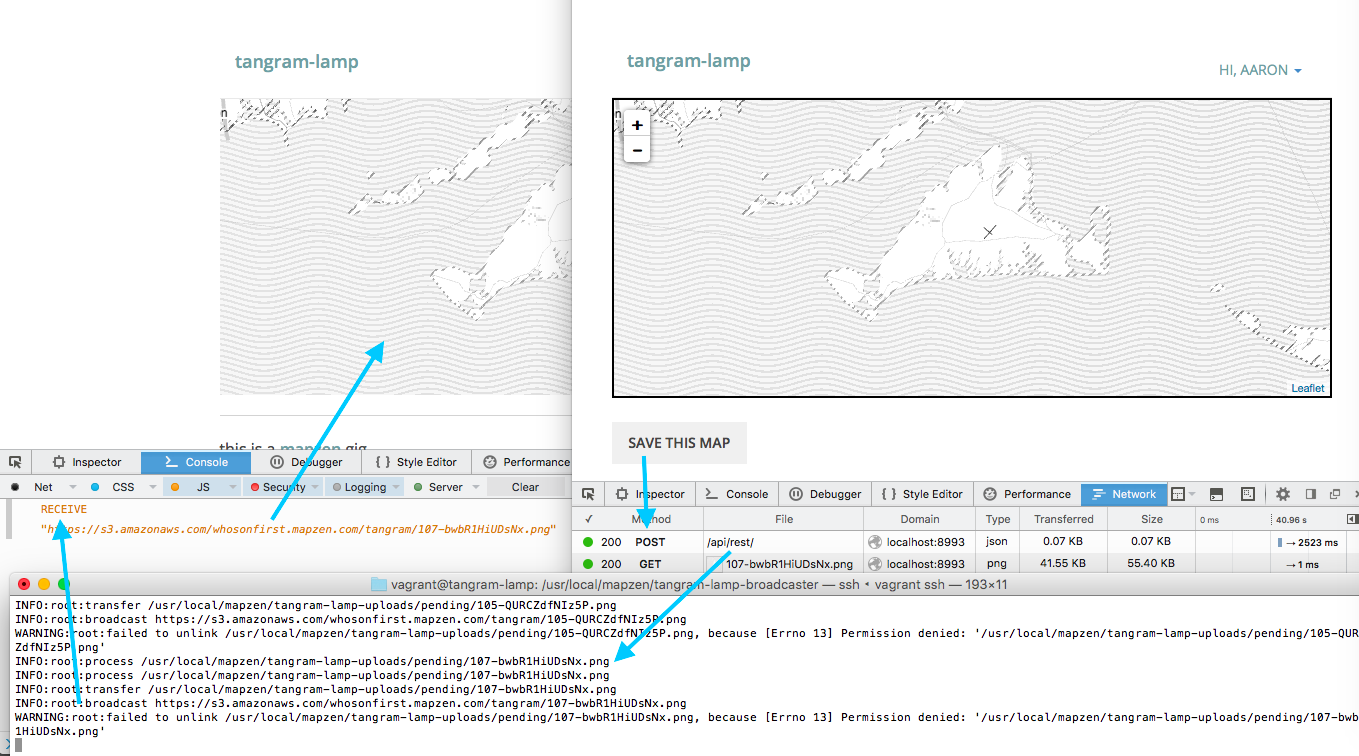 tangram-lamp
n
this is a mapzen gig
Inspector Console Debugger { } Style Editor Performance
Net CSS JS Security Logging Server Clear
RECEIVE
"https://s3.amazonaws.com/whosonfirst.mapzen.com/tangram/107-bwbR1HiUDsNx.png"
tangram-lamp
HI, AARON
n
+
−
Leaflet
SAVE THIS MAP
Inspector Console Debugger { } Style Editor Performance Network
✓ Method File Domain Type Transferred Size 0 ms 40.96 s
200 POST /api/rest/ localhost:8993 json 0.07 KB 0.07 KB → 2523 ms
200 GET 107-bwbR1HiUDsNx.png localhost:8993 png 41.55 KB 55.40 KB → 1 ms
vagrant@tangram-lamp: /usr/local/mapzen/tangram-lamp-broadcaster — ssh • vagrant ssh — 193×11
INFO:root:transfer /usr/local/mapzen/tangram-lamp-uploads/pending/105-QURCZdfNIz5P.png
INFO:root:broadcast https://s3.amazonaws.com/whosonfirst.mapzen.com/tangram/105-QURCZdfNIz5P.png
WARNING:root:failed to unlink /usr/local/mapzen/tangram-lamp-uploads/pending/105-QURCZdfNIz5P.png, because [Errno 13] Permission denied: '/usr/local/mapzen/tangram-lamp-uploads/pending/105-QUR
ZdfNIz5P.png'
INFO:root:process /usr/local/mapzen/tangram-lamp-uploads/pending/107-bwbR1HiUDsNx.png
INFO:root:process /usr/local/mapzen/tangram-lamp-uploads/pending/107-bwbR1HiUDsNx.png
INFO:root:transfer /usr/local/mapzen/tangram-lamp-uploads/pending/107-bwbR1HiUDsNx.png
INFO:root:broadcast https://s3.amazonaws.com/whosonfirst.mapzen.com/tangram/107-bwbR1HiUDsNx.png
WARNING:root:failed to unlink /usr/local/mapzen/tangram-lamp-uploads/pending/107-bwbR1HiUDsNx.png, because [Errno 13] Permission denied: '/usr/local/mapzen/tangram-lamp-uploads/pending/107-bw
1HiUDsNx.png'